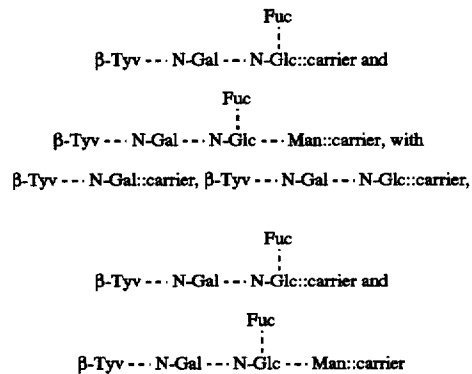 Fuc
β-Tyv --- N-Gal --- N-Glc::carrier and
Fuc
β-Tyv --- N-Gal --- N-Glc --- Man::carrier, with
β-Tyv --- N-Gal::carrier, β-Tyv --- N-Gal --- N-Glc::carrier,
Fuc
β-Tyv --- N-Gal --- N-Glc::carrier and
Fuc
β-Tyv --- N-Gal --- N-Glc --- Man::carrier